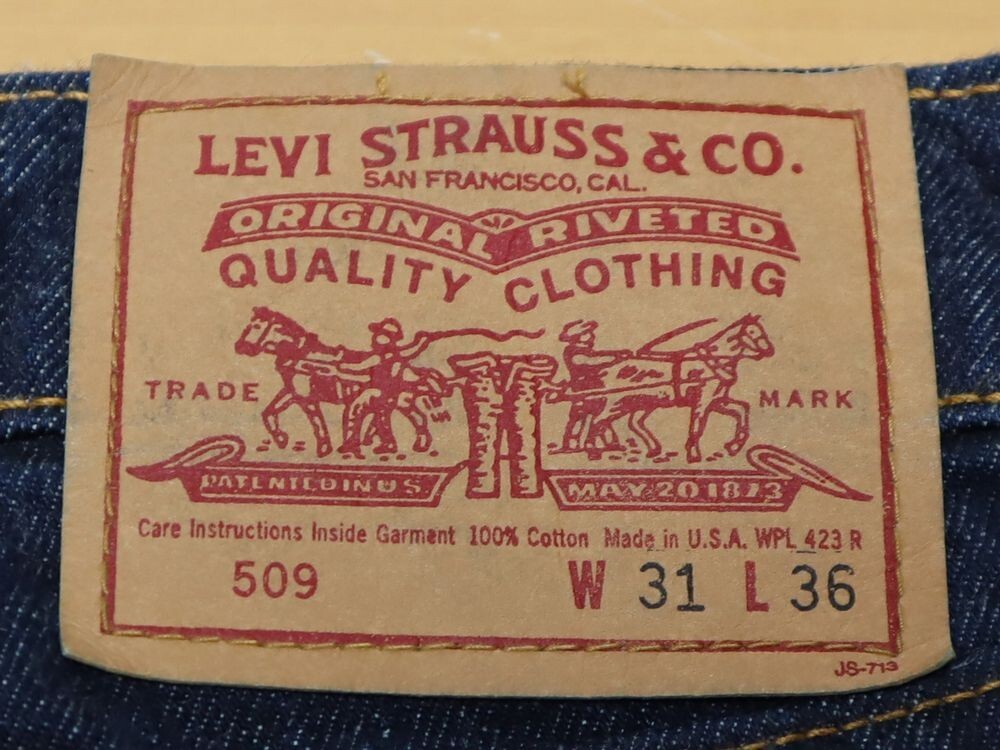 LEVI STRAUSS & CO.
SAN FRANCISCO, CAL.
ORIGINAL RIVETED
QUALITY CLOTHING
TRADE MARK
PATENTED IN U S MAY 20 1873
Care Instructions Inside Garment 100% Cotton Made in U.S.A. WPL 423 R
509 W 31 L 36
JS-713